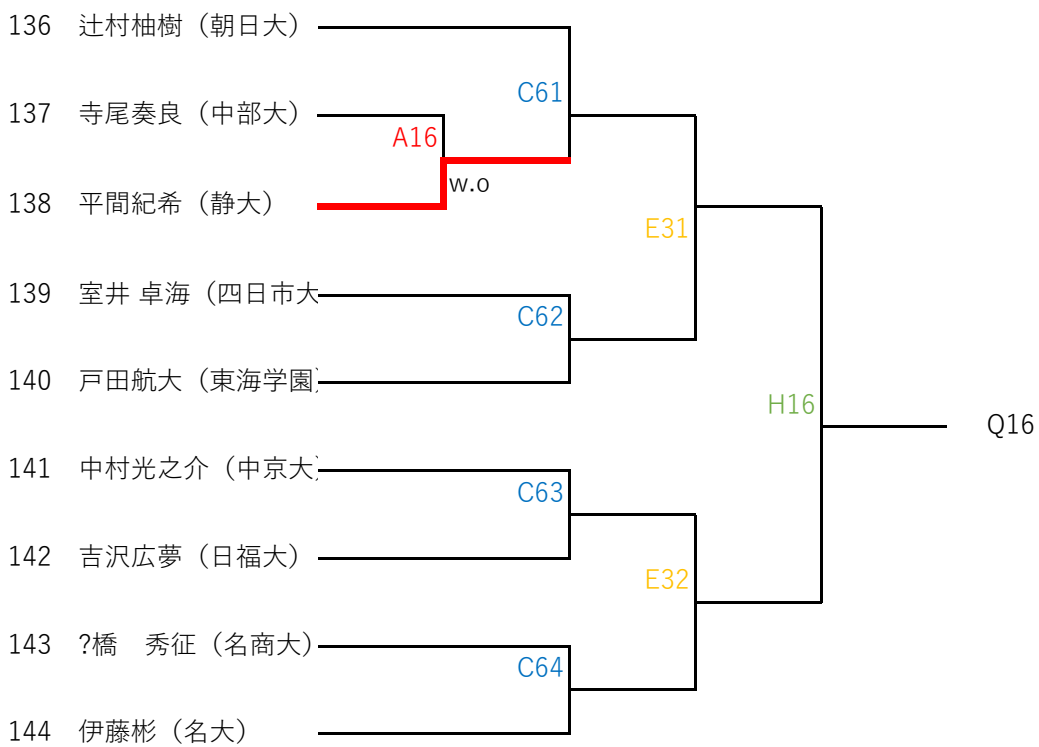 136 辻村柚樹（朝日大）
C61
137 寺尾奏良（中部大）
A16
w.o
138 平間紀希（静大）
E31
139 室井 卓海（四日市大
C62
140 戸田航大（東海学園）
H16
Q16
141 中村光之介（中京大）
C63
142 吉沢広夢（日福大）
E32
143 ?橋　秀征（名商大）
C64
144 伊藤彬（名大）